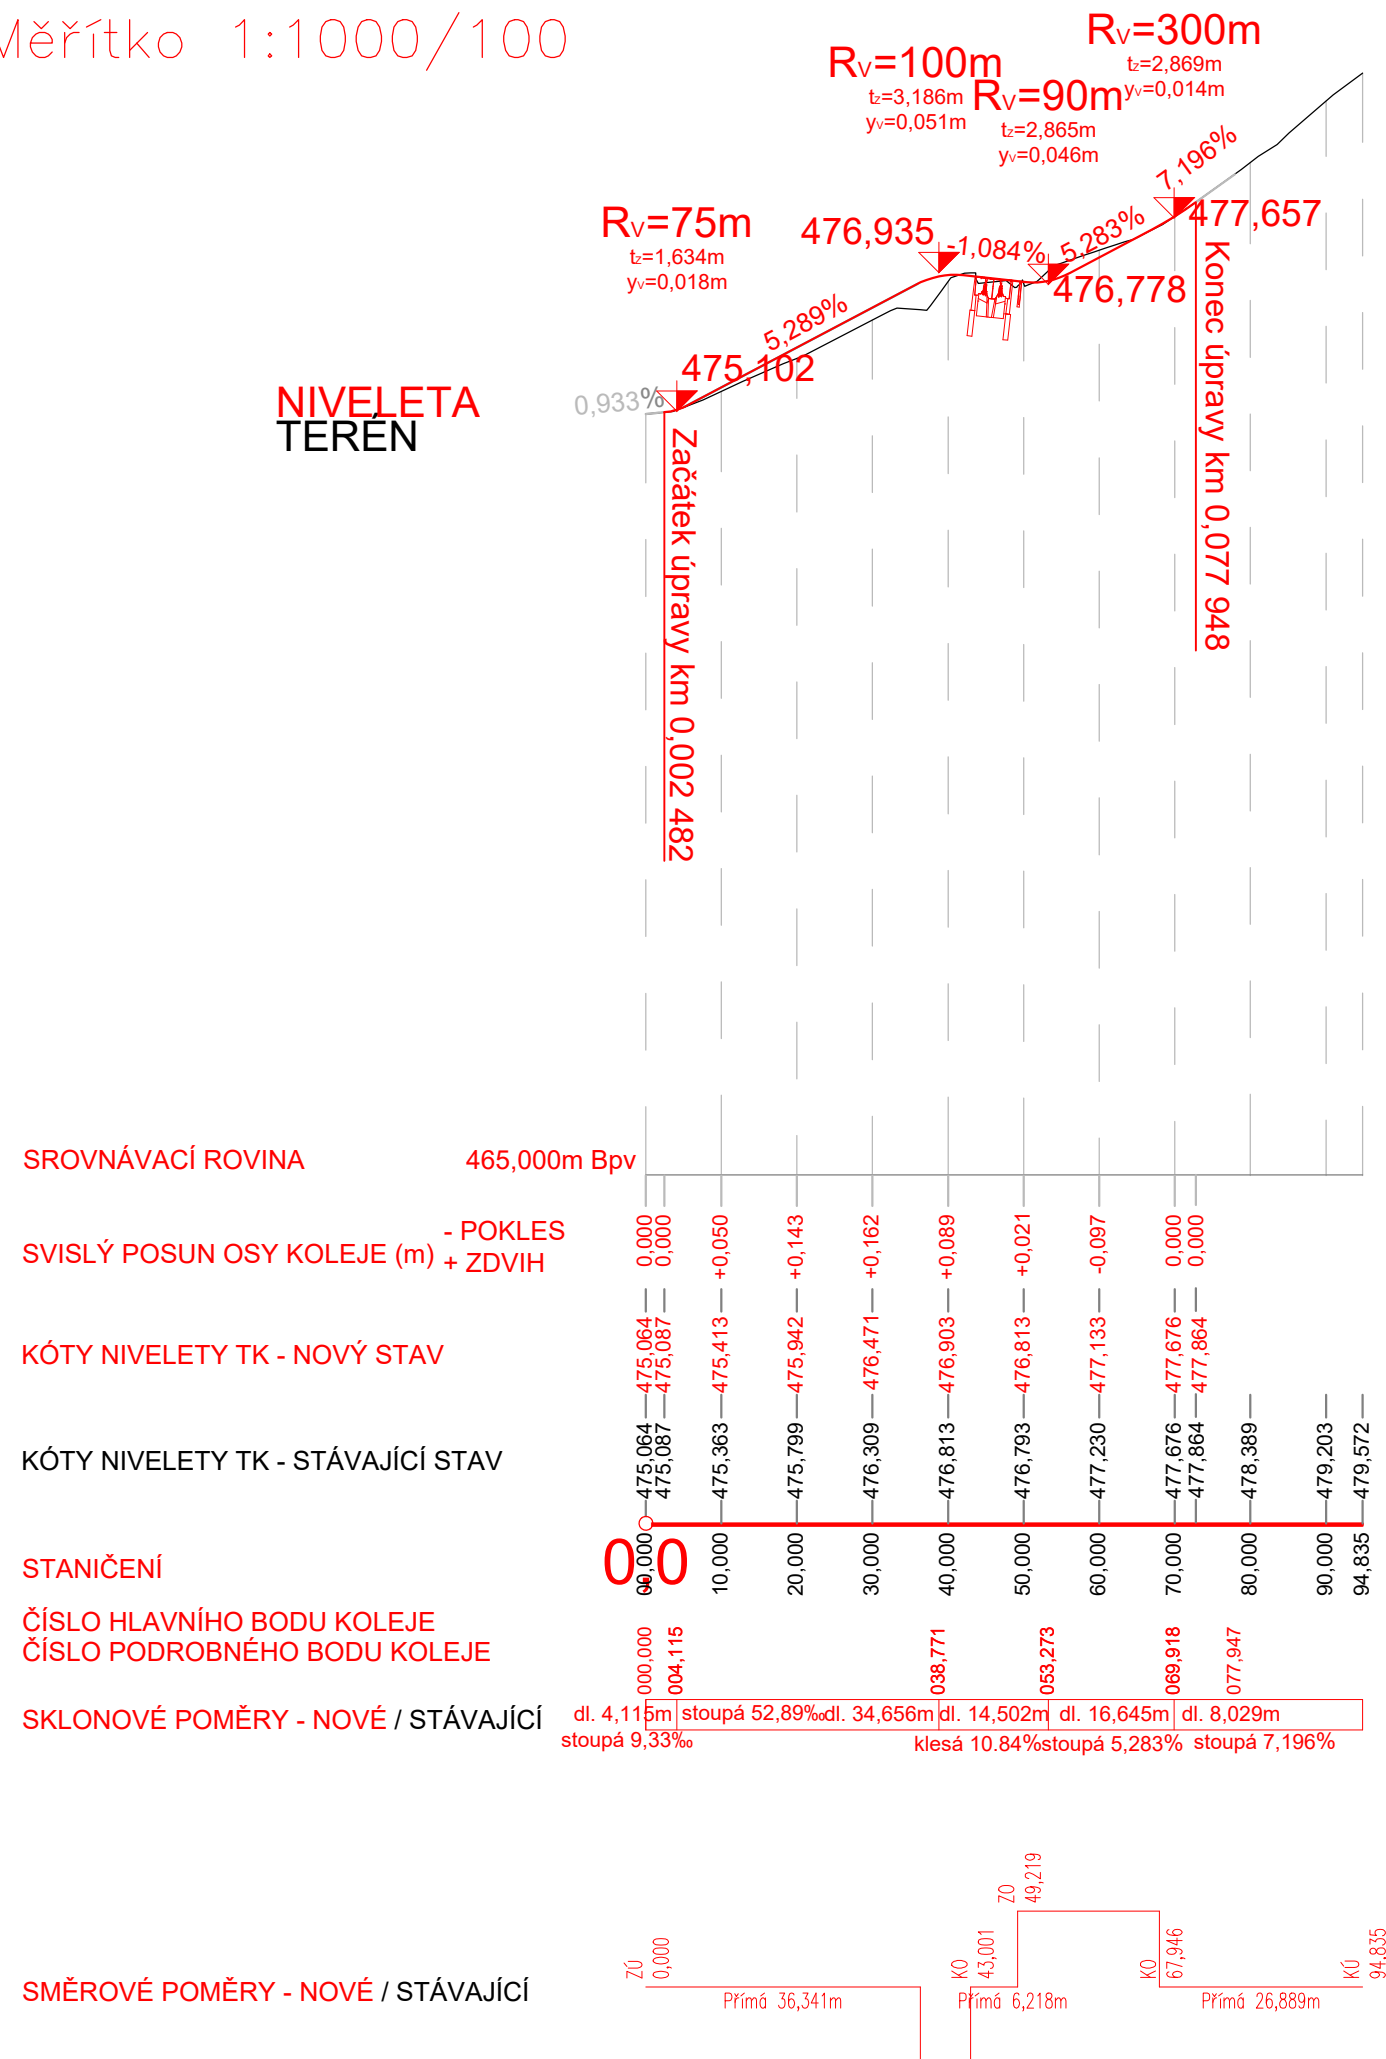 Měřítko 1:1000/100
RV=300m
tz=2,869m
yv=0,014m
RV=100m
tz=3,186m
yv=0,051m
RV=90m
tz=2,865m
yv=0,046m
7,196%
RV=75m
tz=1,634m
yv=0,018m
476,935
-1,084%
5,283%
477,657
476,778
5,289%
475,102
0,933%
NIVELETA
TERÉN
Začátek úpravy km 0,002 482
Konec úpravy km 0,077 948
SROVNÁVACÍ ROVINA 465,000m Bpv
SVISLÝ POSUN OSY KOLEJE (m)
- POKLES
+ ZDVIH
0,000 0,000 +0,050 +0,143 +0,162 +0,089 +0,021 -0,097 0,000 0,000
KÓTY NIVELETY TK - NOVÝ STAV
475,064 475,087 475,413 475,942 476,471 476,903 476,813 477,133 477,676 477,864
KÓTY NIVELETY TK - STÁVAJÍCÍ STAV
475,064 475,087 475,363 475,799 476,309 476,813 476,793 477,230 477,676 477,864 478,389 479,203 479,572
STANIČENÍ
0,0
00,000 10,000 20,000 30,000 40,000 50,000 60,000 70,000 80,000 90,000 94,835
ČÍSLO HLAVNÍHO BODU KOLEJE
ČÍSLO PODROBNÉHO BODU KOLEJE
000,000 004,115 038,771 053,273 069,918 077,947
SKLONOVÉ POMĚRY - NOVÉ / STÁVAJÍCÍ
dl. 4,115m stoupá 52,89‰ dl. 34,656m dl. 14,502m dl. 16,645m dl. 8,029m
stoupá 9,33‰ klesá 10.84% stoupá 5,283% stoupá 7,196%
SMĚROVÉ POMĚRY - NOVÉ / STÁVAJÍCÍ
ZÚ 0,000
KO 43,001
ZO 49,219
KO 67,946
KÚ 94.835
Přímá 36,341m Přímá 6,218m Přímá 26,889m